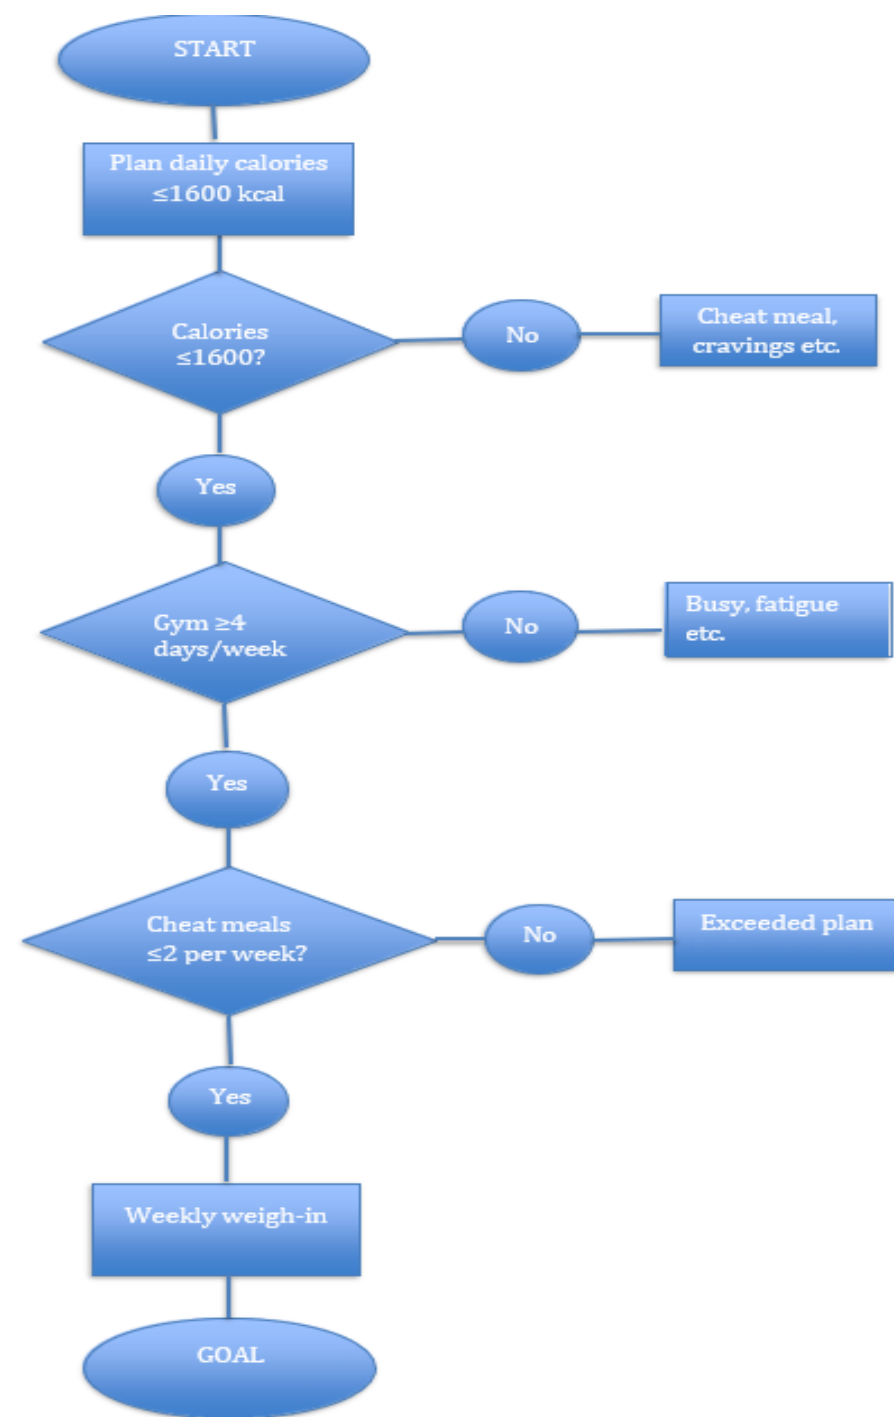 START
Plan daily calories
≤1600 kcal
Calories
≤1600?
No
Cheat meal,
cravings etc.
Yes
Gym ≥4
days/week
No
Busy, fatigue
etc.
Yes
Cheat meals
≤2 per week?
No
Exceeded plan
Yes
Weekly weigh-in
GOAL